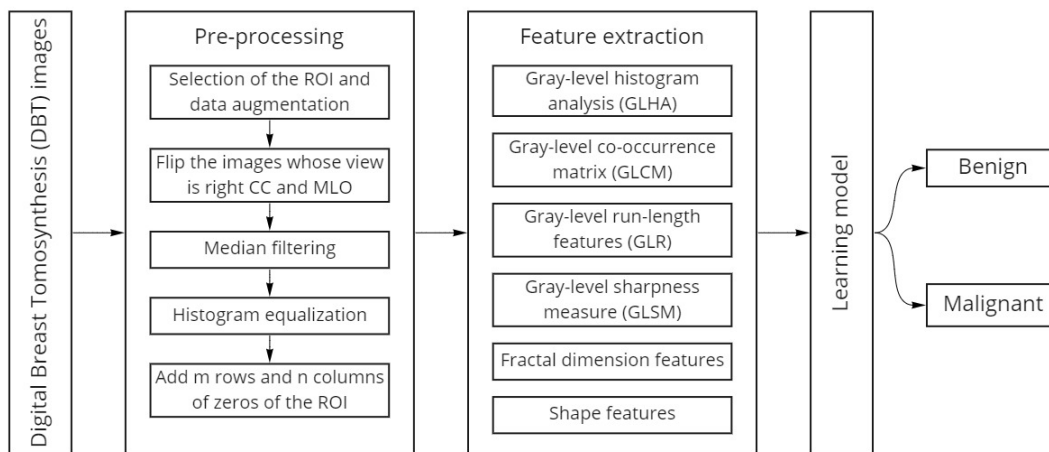 Digital Breast Tomosynthesis (DBT) images
Pre-processing
Selection of the ROI and
data augmentation
Flip the images whose view
is right CC and MLO
Median filtering
Histogram equalization
Add m rows and n columns
of zeros of the ROI
Feature extraction
Gray-level histogram
analysis (GLHA)
Gray-level co-occurrence
matrix (GLCM)
Gray-level run-length
features (GLR)
Gray-level sharpness
measure (GLSM)
Fractal dimension features
Shape features
Learning model
Benign
Malignant